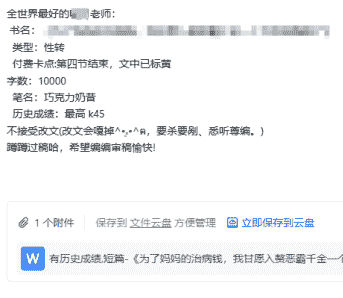 全世界最好的老师：
书名：
类型：性转
付费卡点:第四节结束，文中已标黄
字数：10000
笔名：巧克力奶昔
历史成绩：最高 k45
不接受改文(改文会嘎掉^•͈༝•͈^ฅ，要杀要剐、悉听尊编。)
蹲蹲过稿哈，希望编编审稿愉快!
1 个附件 保存到 文件云盘 方便管理 立即保存到云盘
W 有历史成绩,短篇-《为了妈妈的治病钱，我甘愿入赘恶霸千金一个